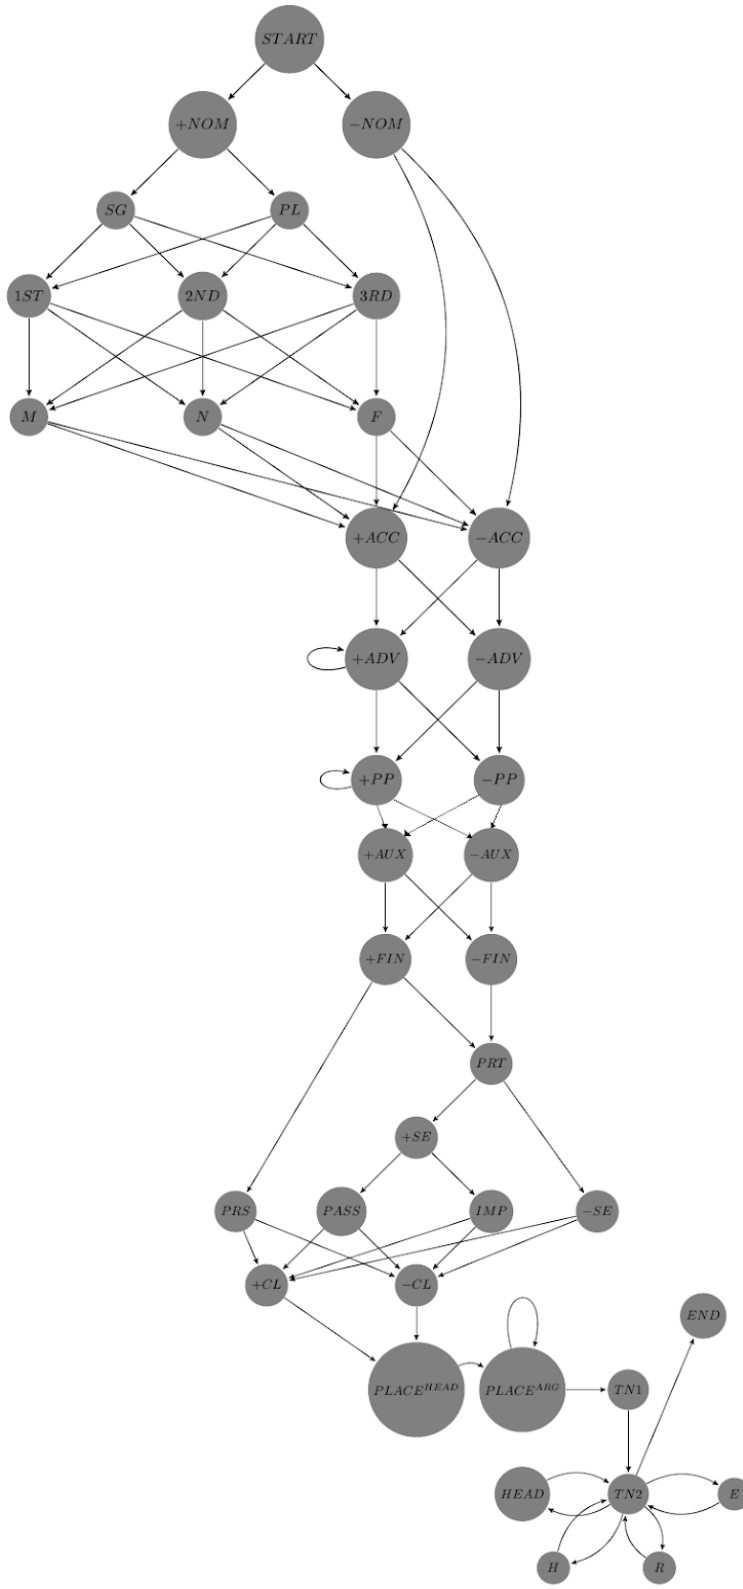 START
+NOM −NOM
SG PL
1ST 2ND 3RD
M N F
+ACC −ACC
+ADV −ADV
+PP −PP
+AUX −AUX
+FIN −FIN
PRT
+SE
PRS PASS IMP −SE
+CL −CL
END
PLACE^HEAD PLACE^ARG TN1
HEAD TN2 E
H R